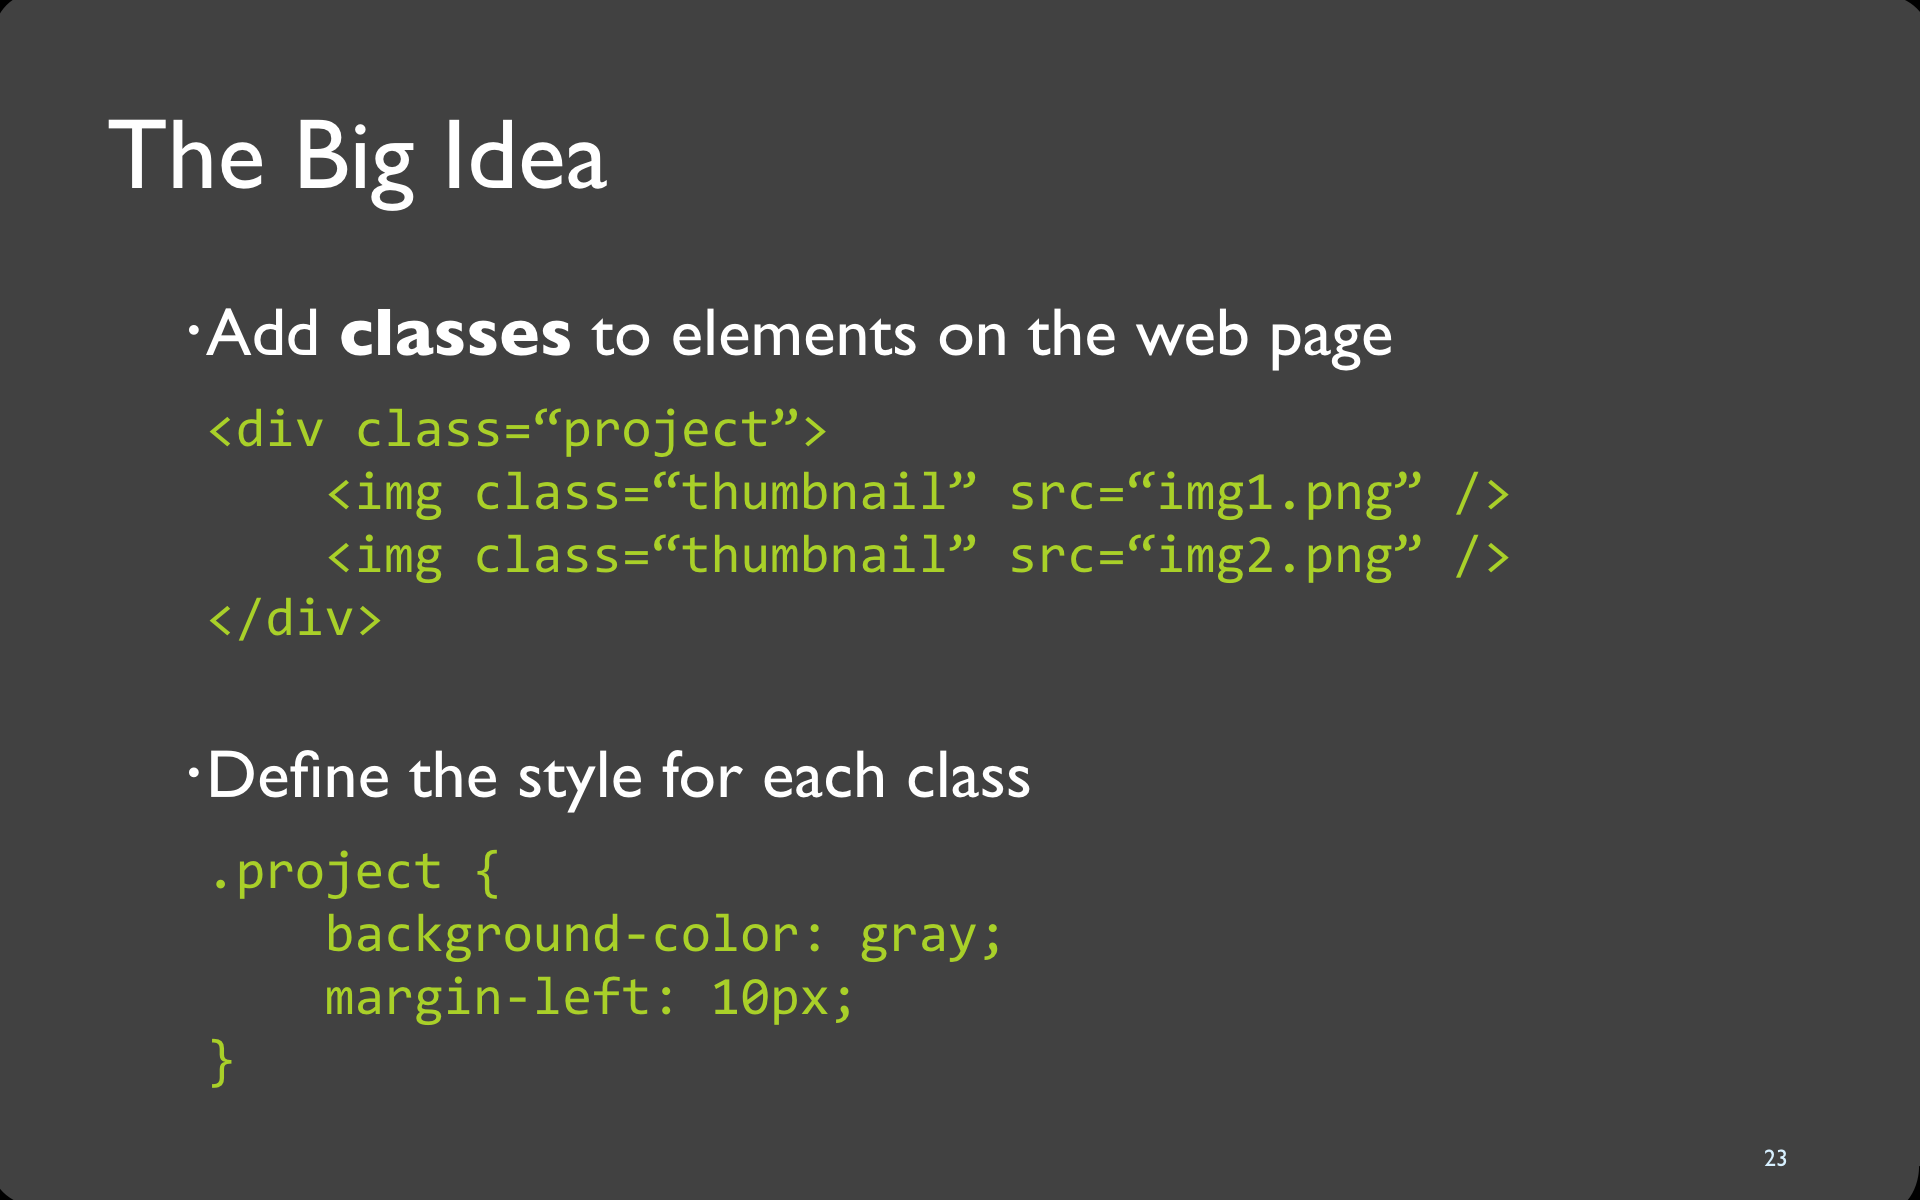 The Big Idea
·Add classes to elements on the web page
<div class=“project”>
    <img class=“thumbnail” src=“img1.png” />
    <img class=“thumbnail” src=“img2.png” />
</div>
·Define the style for each class
.project {
    background-color: gray;
    margin-left: 10px;
}
23